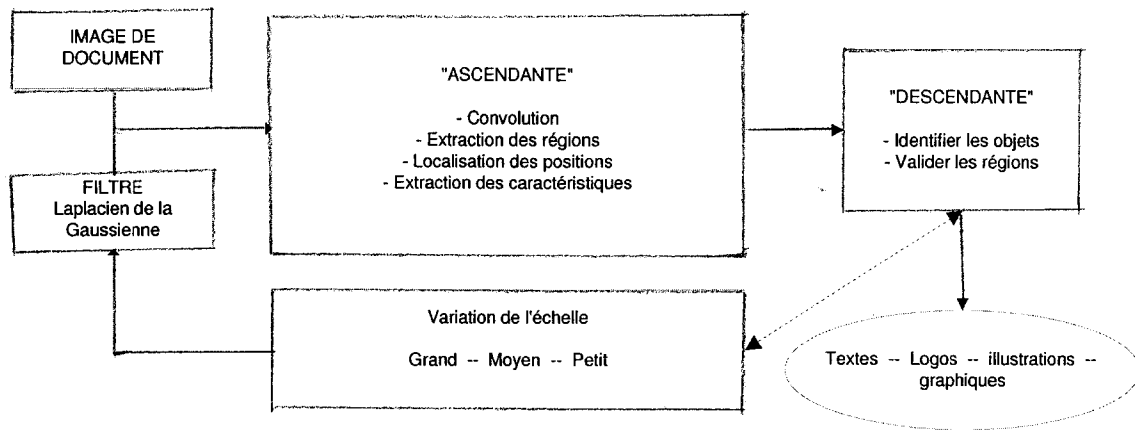 IMAGE DE
DOCUMENT
"ASCENDANTE"
- Convolution
- Extraction des régions
- Localisation des positions
- Extraction des caractéristiques
"DESCENDANTE"
- Identifier les objets
- Valider les régions
FILTRE
Laplacien de la
Gaussienne
Variation de l'échelle
Grand -- Moyen -- Petit
Textes -- Logos -- illustrations --
graphiques